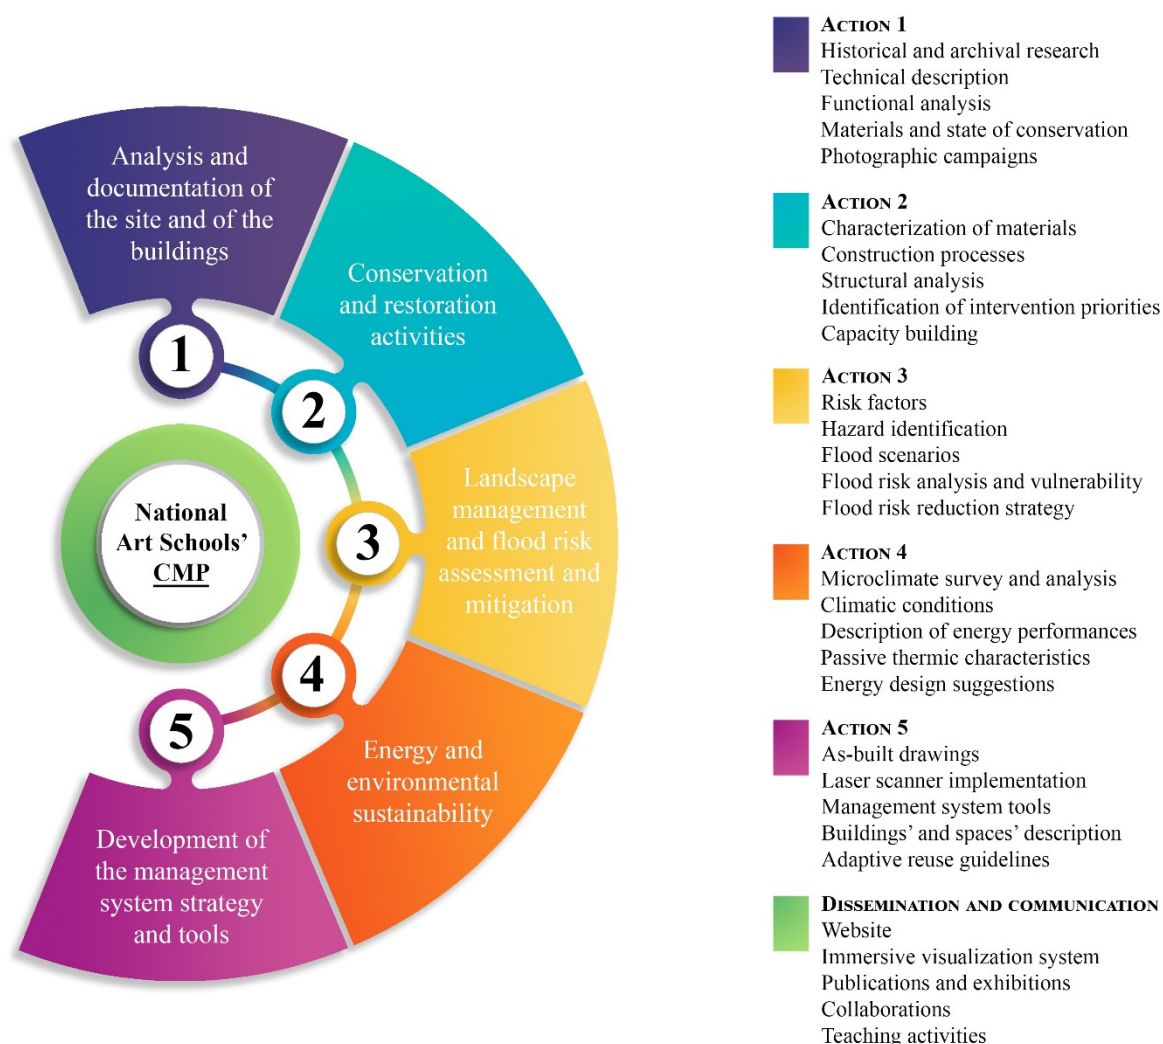 Analysis and
documentation of
the site and of the
buildings
Conservation
and restoration
activities
Landscape
management
and flood risk
assessment and
mitigation
Energy and
environmental
sustainability
Development of
the management
system strategy
and tools
1
2
3
4
5
National
Art Schools’
CMP
ACTION 1
Historical and archival research
Technical description
Functional analysis
Materials and state of conservation
Photographic campaigns
ACTION 2
Characterization of materials
Construction processes
Structural analysis
Identification of intervention priorities
Capacity building
ACTION 3
Risk factors
Hazard identification
Flood scenarios
Flood risk analysis and vulnerability
Flood risk reduction strategy
ACTION 4
Microclimate survey and analysis
Climatic conditions
Description of energy performances
Passive thermic characteristics
Energy design suggestions
ACTION 5
As-built drawings
Laser scanner implementation
Management system tools
Buildings’ and spaces’ description
Adaptive reuse guidelines
DISSEMINATION AND COMMUNICATION
Website
Immersive visualization system
Publications and exhibitions
Collaborations
Teaching activities